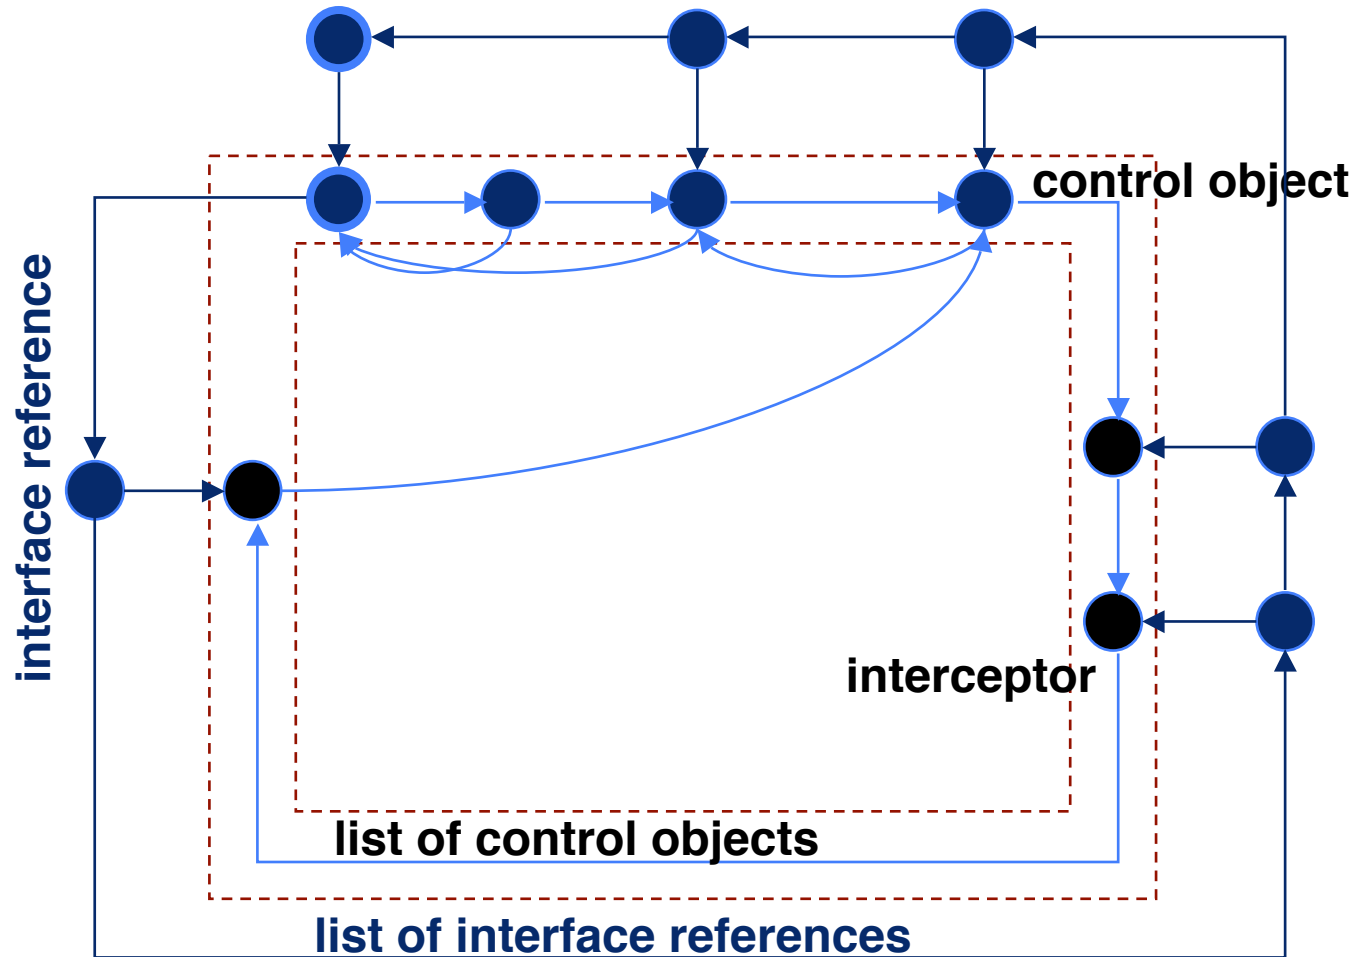 control object
interface reference
interceptor
list of control objects
list of interface references